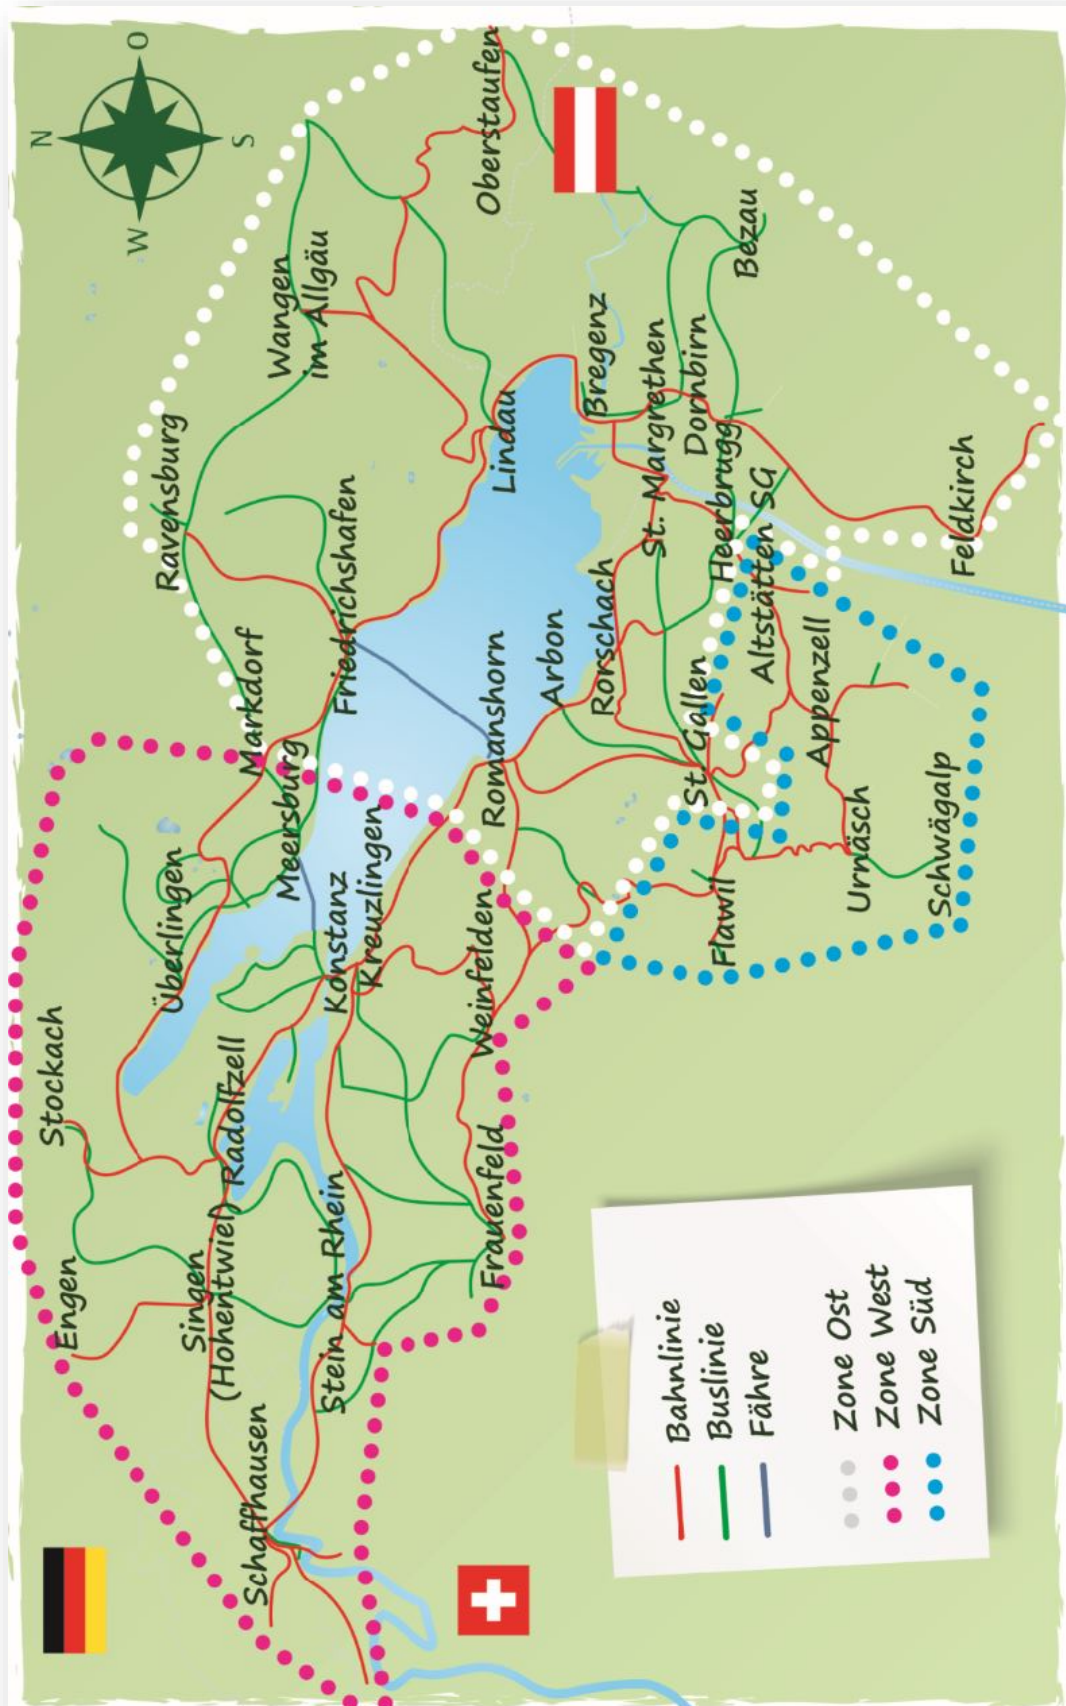 N
O
S
W
Oberstaufen
Wangen
im Allgäu
Ravensburg
Lindau
Bregenz
Bezau
St. Margrethen
Dornbirn
Heerbrugg
Altstätten SG
Feldkirch
Friedrichshafen
Markdorf
Meersburg
Romanshorn
Arbon
Rorschach
St. Gallen
Appenzell
Urnäsch
Schwägalp
Flawil
Überlingen
Konstanz
Kreuzlingen
Weinfelden
Stockach
Radolfzell
Engen
Singen
(Hohentwiel)
Stein am Rhein
Frauenfeld
Schaffhausen
Bahnlinie
Buslinie
Fähre
Zone Ost
Zone West
Zone Süd